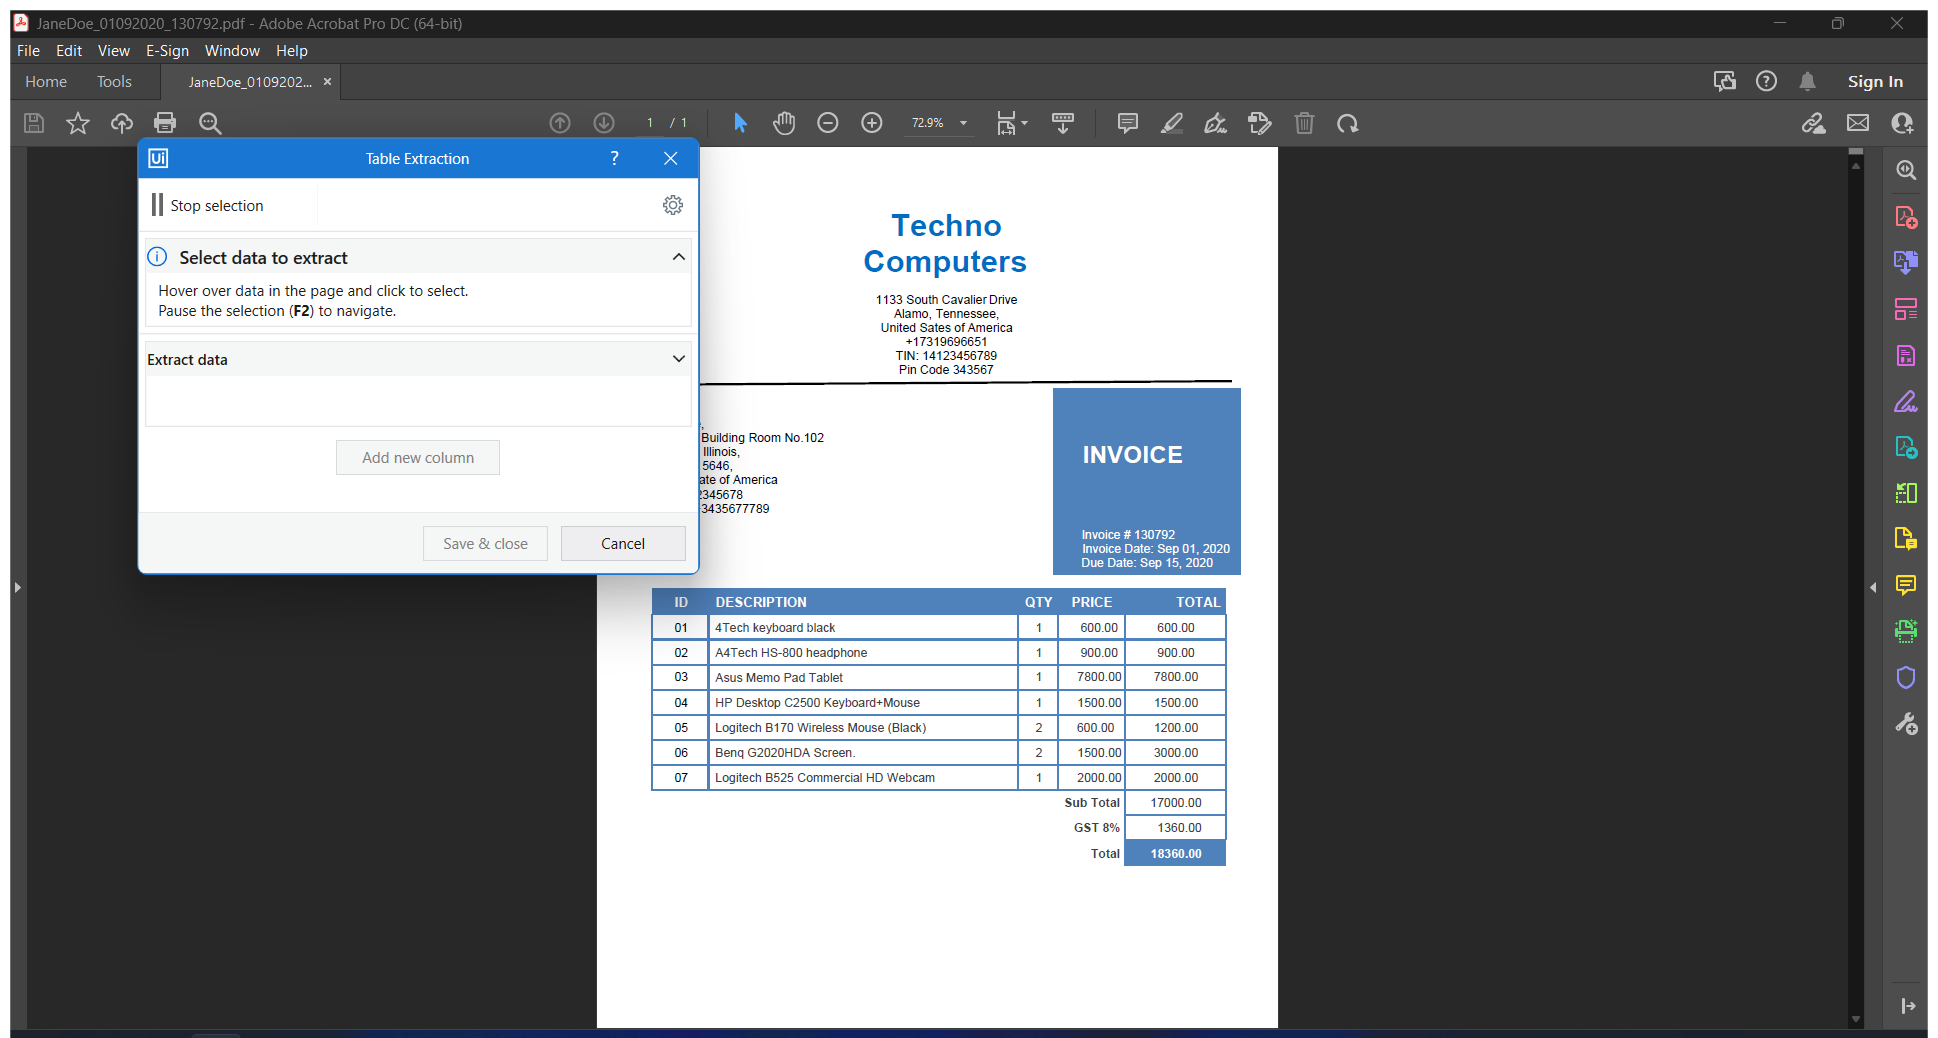 JaneDoe_01092020_130792.pdf - Adobe Acrobat Pro DC (64-bit)
File Edit View E-Sign Window Help
Home Tools JaneDoe_0109202... × Sign In
1 / 1 72.9%
Ui Table Extraction ?
Stop selection
Select data to extract
Hover over data in the page and click to select.
Pause the selection (F2) to navigate.
Extract data
Add new column
Save & close Cancel
Techno
Computers
1133 South Cavalier Drive
Alamo, Tennessee,
United Sates of America
+17319696651
TIN: 14123456789
Pin Code 343567
Building Room No.102
Illinois,
5646,
ate of America
2345678
3435677789
INVOICE
Invoice # 130792
Invoice Date: Sep 01, 2020
Due Date: Sep 15, 2020
ID DESCRIPTION QTY PRICE TOTAL
01 4Tech keyboard black 1 600.00 600.00
02 A4Tech HS-800 headphone 1 900.00 900.00
03 Asus Memo Pad Tablet 1 7800.00 7800.00
04 HP Desktop C2500 Keyboard+Mouse 1 1500.00 1500.00
05 Logitech B170 Wireless Mouse (Black) 2 600.00 1200.00
06 Benq G2020HDA Screen. 2 1500.00 3000.00
07 Logitech B525 Commercial HD Webcam 1 2000.00 2000.00
Sub Total 17000.00
GST 8% 1360.00
Total 18360.00